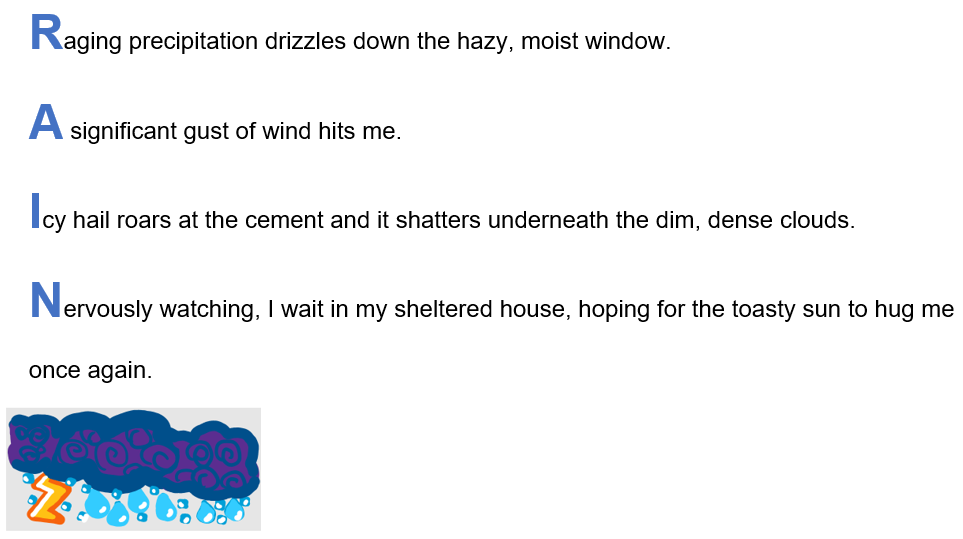 Raging precipitation drizzles down the hazy, moist window.
A significant gust of wind hits me.
Icy hail roars at the cement and it shatters underneath the dim, dense clouds.
Nervously watching, I wait in my sheltered house, hoping for the toasty sun to hug me
once again.